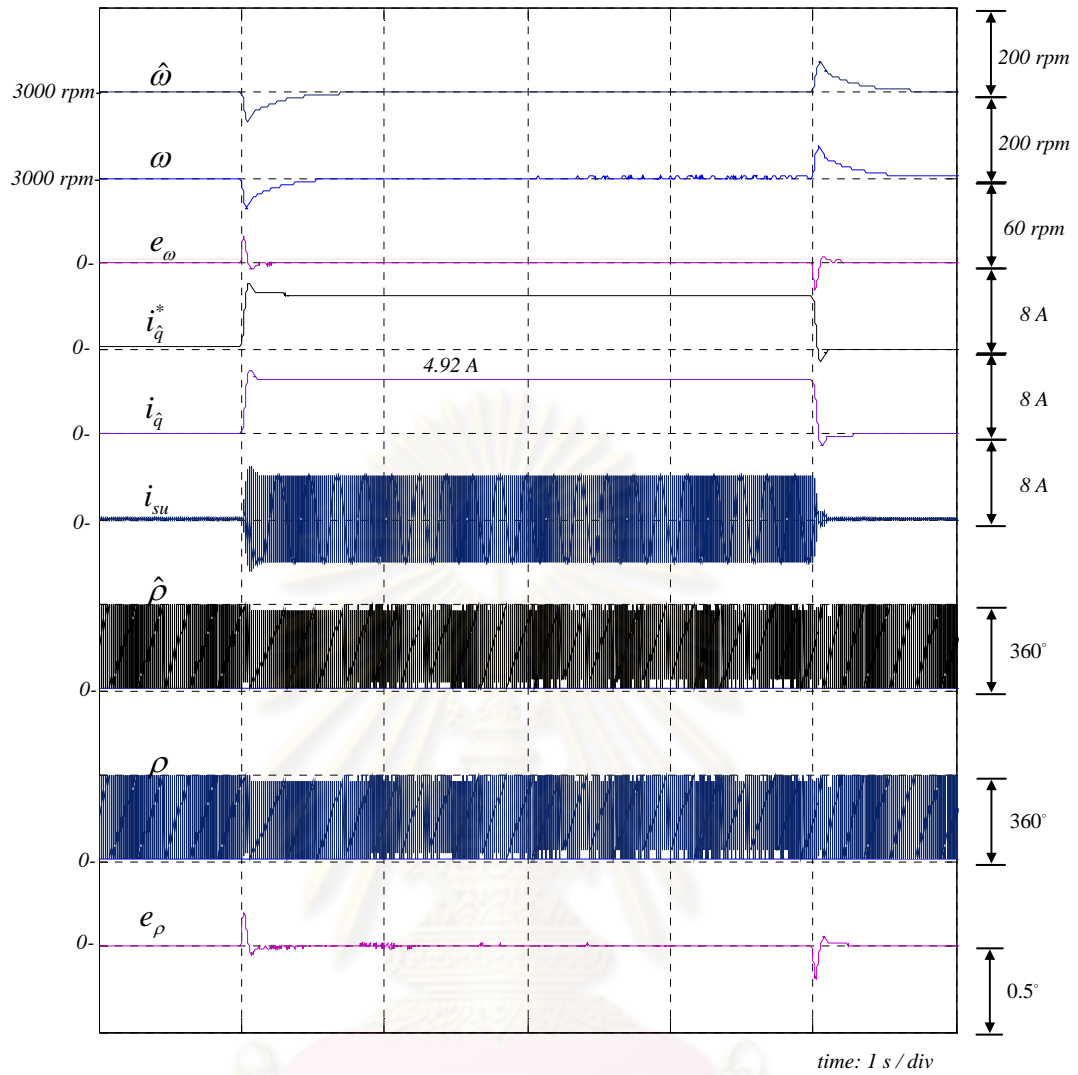 ω̂
200 rpm
3000 rpm
ω
200 rpm
3000 rpm
e_ω
60 rpm
0-
i*_q̂
8 A
0-
4.92 A
i_q̂
8 A
0-
i_su
8 A
0-
ρ̂
360°
0-
ρ
360°
0-
e_ρ
0-
0.5°
time: 1 s / div